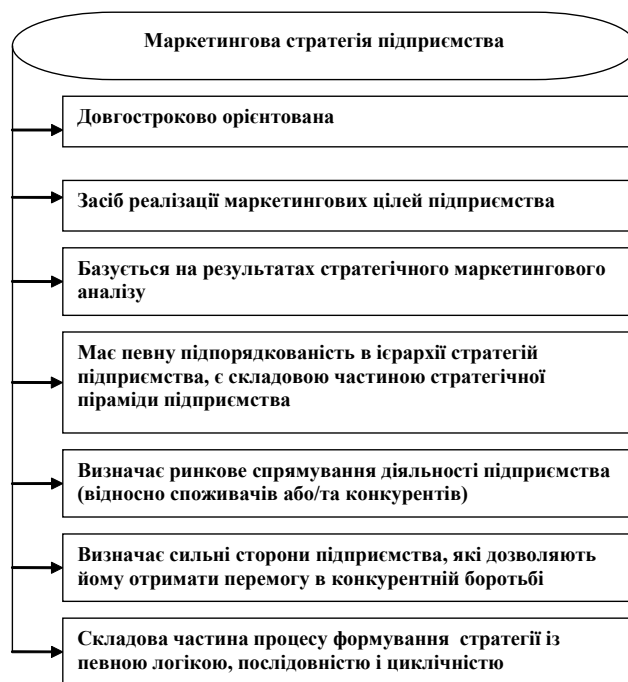 Маркетингова стратегія підприємства
Довгостроково орієнтована
Засіб реалізації маркетингових цілей підприємства
Базується на результатах стратегічного маркетингового
аналізу
Має певну підпорядкованість в ієрархії стратегій
підприємства, є складовою частиною стратегічної
піраміди підприємства
Визначає ринкове спрямування діяльності підприємства
(відносно споживачів або/та конкурентів)
Визначає сильні сторони підприємства, які дозволяють
йому отримати перемогу в конкурентній боротьбі
Складова частина процесу формування стратегії із
певною логікою, послідовністю і циклічністю